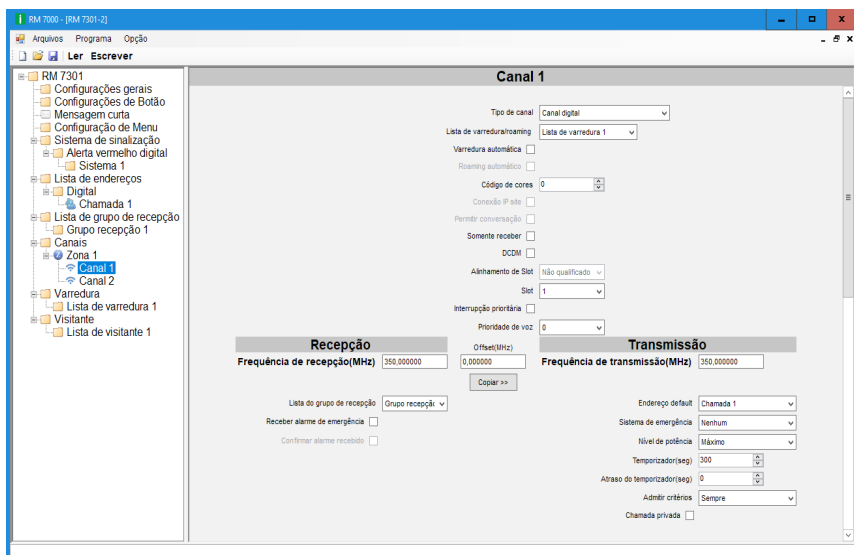 RM 7000 - [RM 7301-2]
Arquivos Programa Opção
Ler Escrever
RM 7301
Configurações gerais
Configurações de Botão
Mensagem curta
Configuração de Menu
Sistema de sinalização
Alerta vermelho digital
Sistema 1
Lista de endereços
Digital
Chamada 1
Lista de grupo de recepção
Grupo recepção 1
Canais
Zona 1
Canal 1
Canal 2
Varredura
Lista de varredura 1
Visitante
Lista de visitante 1
Canal 1
Tipo de canal Canal digital
Lista de varredura/roaming Lista de varredura 1
Varredura automática
Roaming automático
Código de cores 0
Conexão IP site
Permitir conversação
Somente receber
DCDM
Alinhamento de Slot Não qualificado
Slot 1
Interrupção prioritária
Prioridade de voz 0
Recepção
Frequência de recepção(MHz) 350,000000
Offset(MHz)
0,000000
Copiar >>
Transmissão
Frequência de transmissão(MHz) 350,000000
Lista do grupo de recepção Grupo recepçãc
Receber alarme de emergência
Confirmar alarme recebido
Endereço default Chamada 1
Sistema de emergência Nenhum
Nível de potência Máximo
Temporizador(seg) 300
Atraso do temporizador(seg) 0
Admitir critérios Sempre
Chamada privada